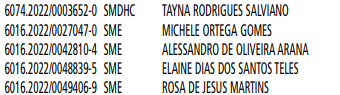 6074.2022/0003652-0 SMDHC TAYNA RODRIGUES SALVIANO
6016.2022/0027047-0 SME MICHELE ORTEGA GOMES
6016.2022/0042810-4 SME ALESSANDRO DE OLIVEIRA ARANA
6016.2022/0048839-5 SME ELAINE DIAS DOS SANTOS TELES
6016.2022/0049406-9 SME ROSA DE JESUS MARTINS